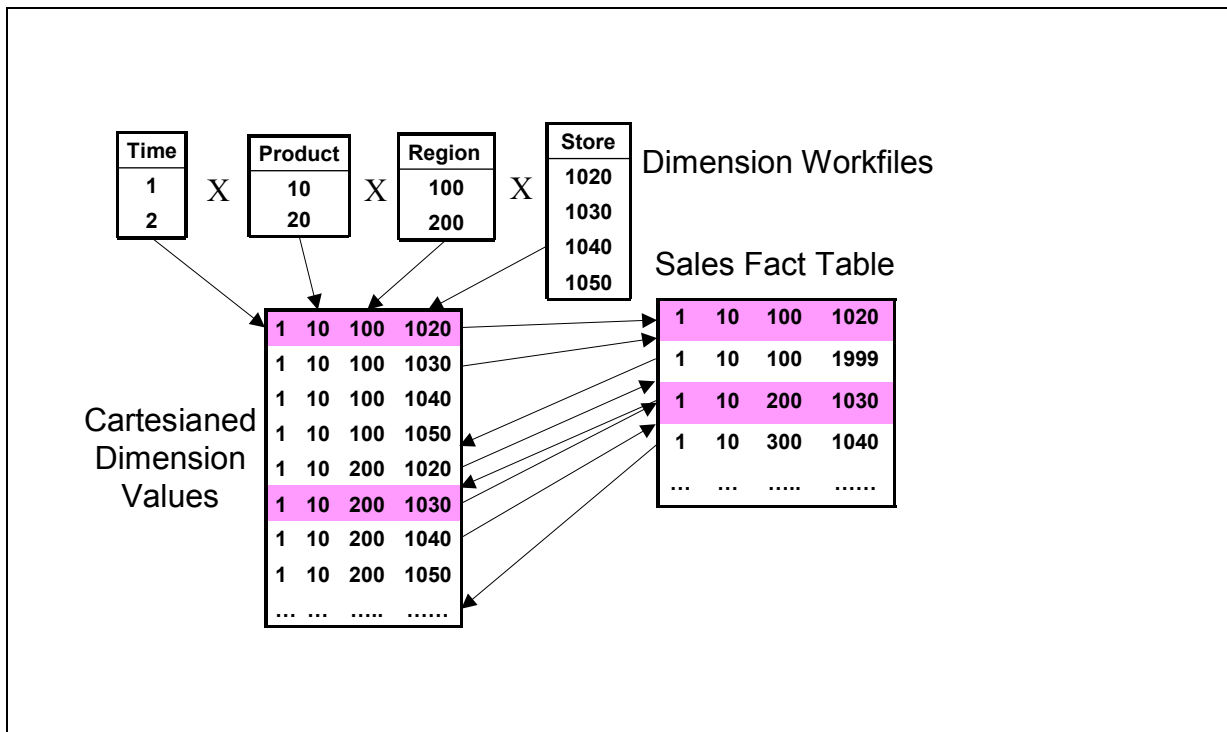 Time
1
2
X
Product
10
20
X
Region
100
200
X
Store
1020
1030
1040
1050
Dimension Workfiles
Sales Fact Table
Cartesianed
Dimension
Values
1 10 100 1020
1 10 100 1030
1 10 100 1040
1 10 100 1050
1 10 200 1020
1 10 200 1030
1 10 200 1040
1 10 200 1050
... ... ..... ......
1 10 100 1020
1 10 100 1999
1 10 200 1030
1 10 300 1040
... ... ..... ......